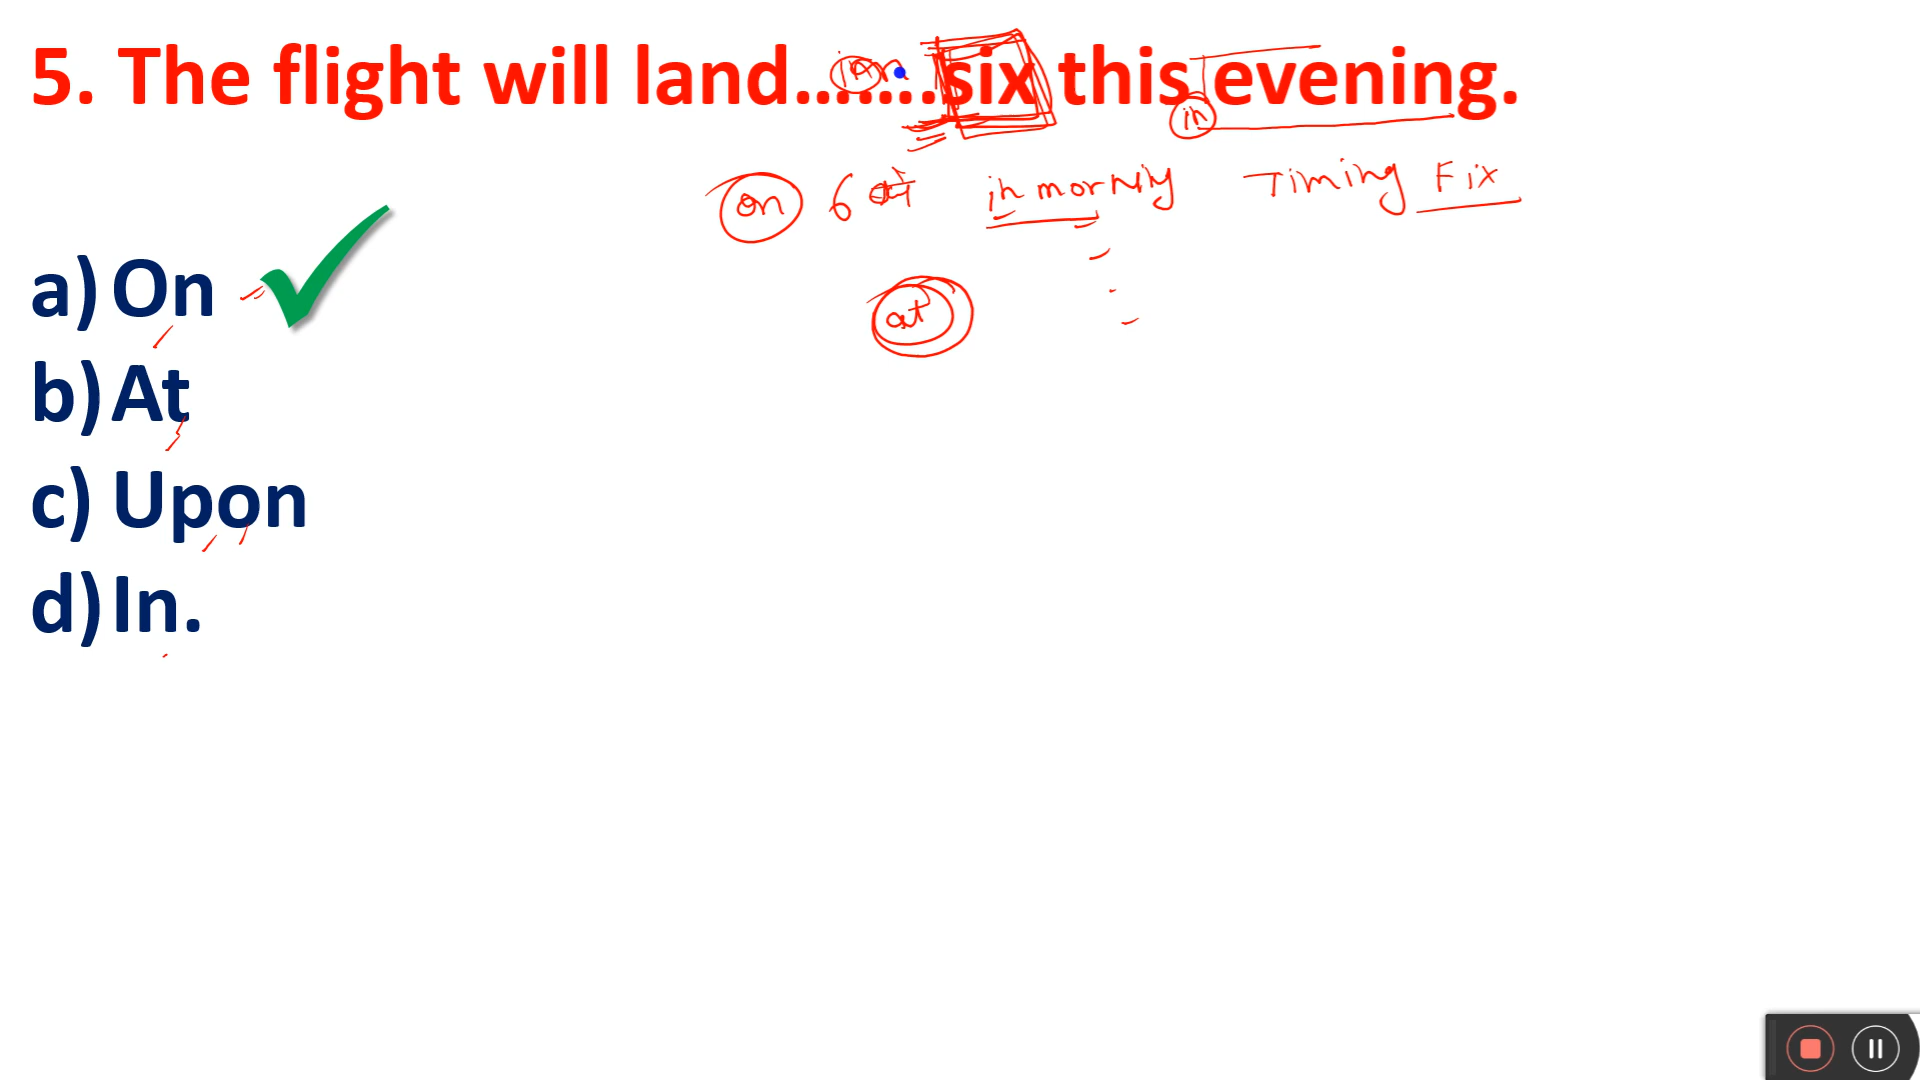 5. The flight will land.......six this evening.
in
on 6 at in morning Timing Fix
at
a) On
b) At
c) Upon
d) In.